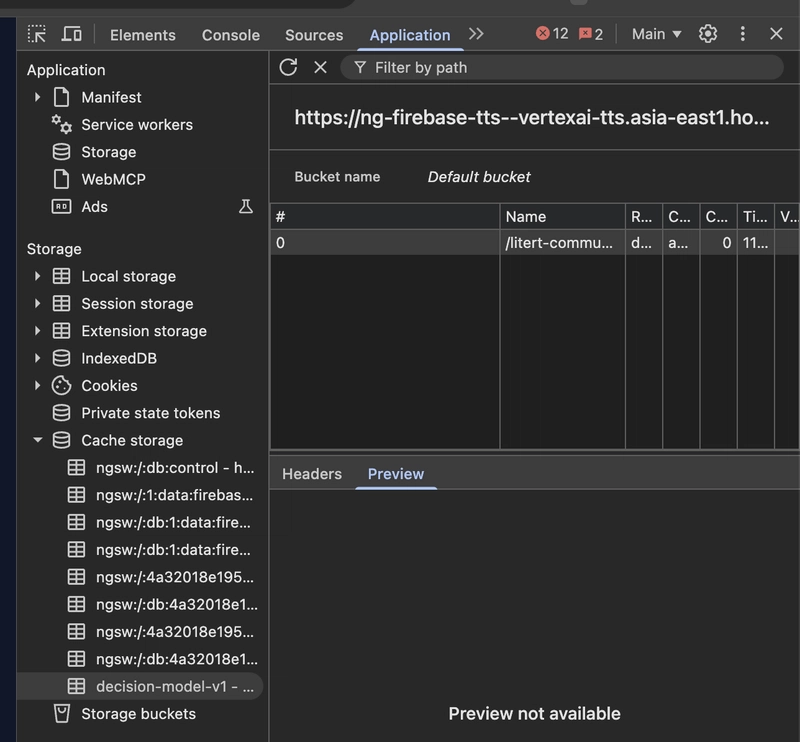 Elements Console Sources Application 12 2 Main
Application
Manifest
Service workers
Storage
WebMCP
AD Ads
Storage
Local storage
Session storage
Extension storage
IndexedDB
Cookies
Private state tokens
Cache storage
ngsw:/:db:control - h...
ngsw:/:1:data:firebas...
ngsw:/:db:1:data:fire...
ngsw:/:db:1:data:fire...
ngsw:/:4a32018e195...
ngsw:/:db:4a32018e1...
ngsw:/:4a32018e195...
ngsw:/:db:4a32018e1...
decision-model-v1 - ...
Storage buckets
Filter by path
https://ng-firebase-tts--vertexai-tts.asia-east1.ho...
Bucket name Default bucket
# Name R... C... C... Ti... V...
0 /litert-commu... d... a... 0 11...
Headers Preview
Preview not available